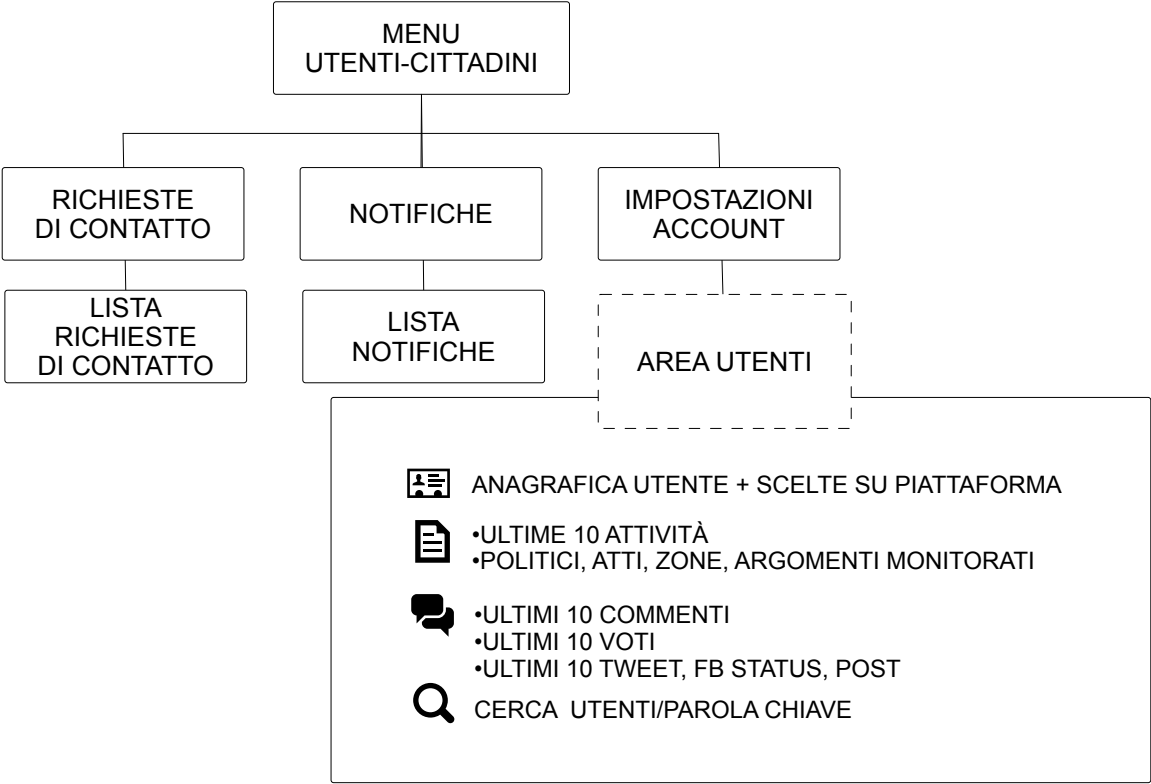 MENU
UTENTI-CITTADINI
RICHIESTE
DI CONTATTO
NOTIFICHE
IMPOSTAZIONI
ACCOUNT
LISTA
RICHIESTE
DI CONTATTO
LISTA
NOTIFICHE
AREA UTENTI
ANAGRAFICA UTENTE + SCELTE SU PIATTAFORMA
•ULTIME 10 ATTIVITÀ
•POLITICI, ATTI, ZONE, ARGOMENTI MONITORATI
•ULTIMI 10 COMMENTI
•ULTIMI 10 VOTI
•ULTIMI 10 TWEET, FB STATUS, POST
CERCA  UTENTI/PAROLA CHIAVE